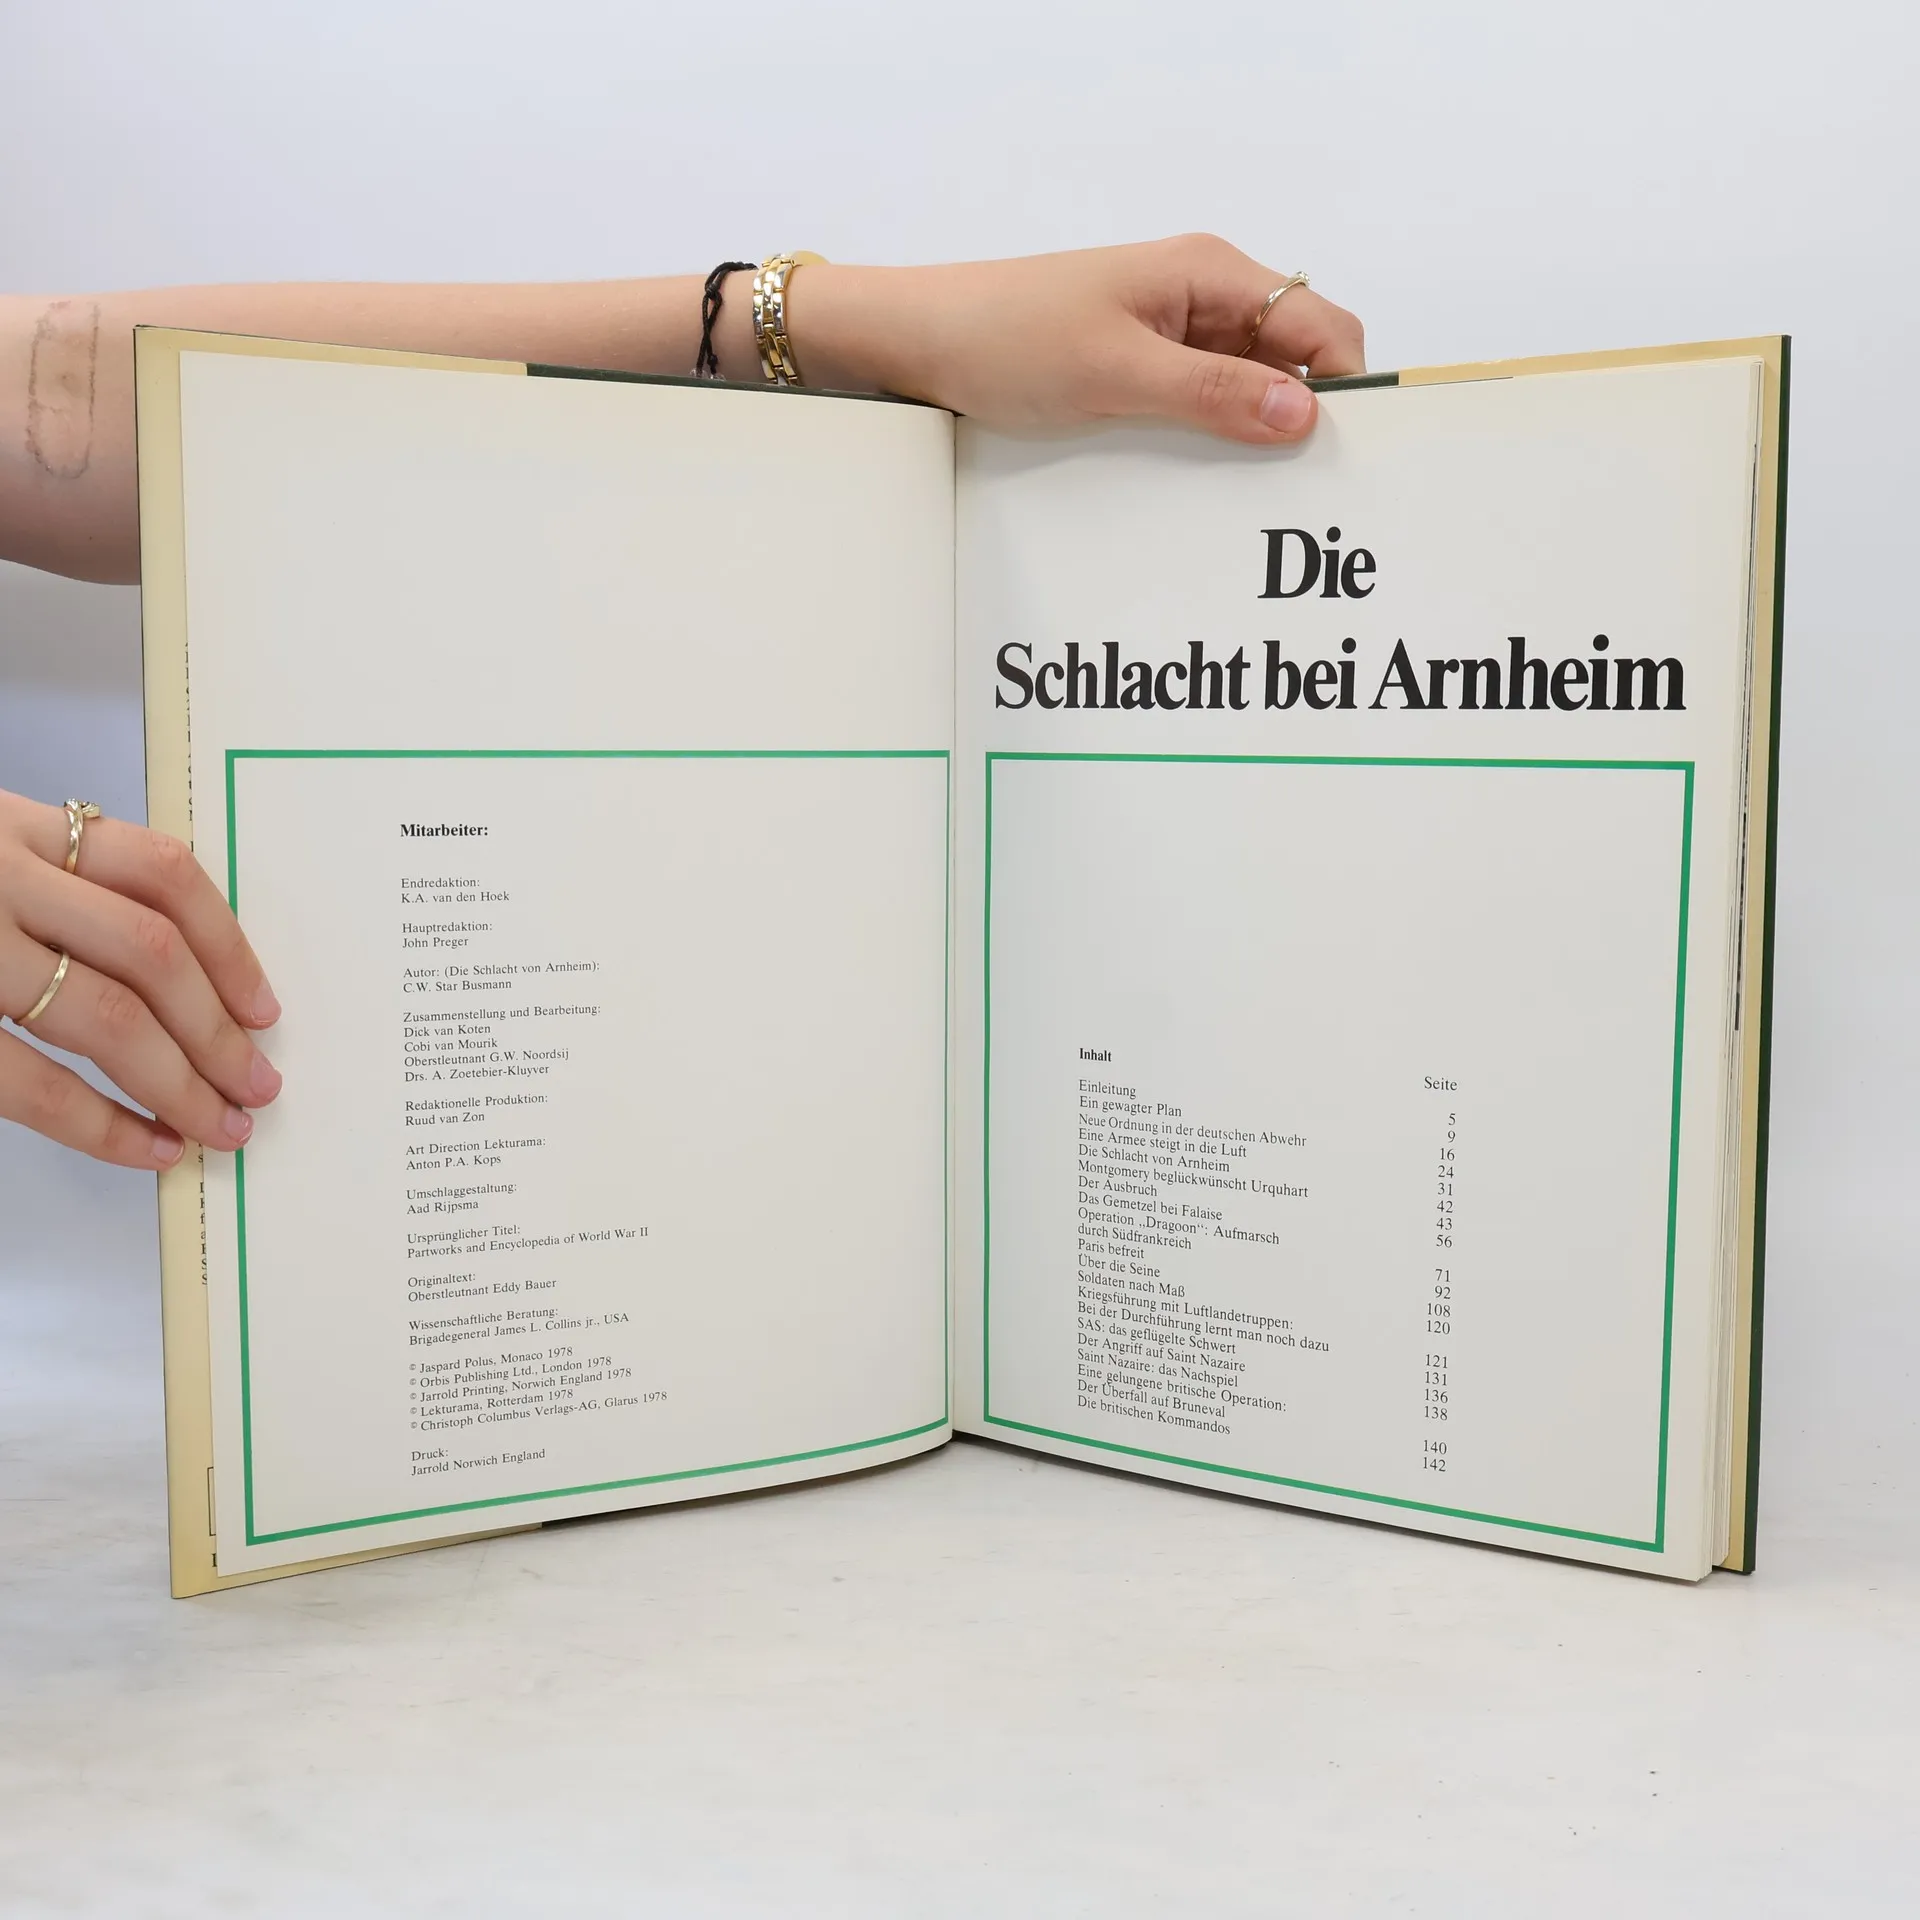 Mitarbeiter:
Endredaktion:
K.A. van den Hoek
Hauptredaktion:
John Preger
Autor: (Die Schlacht von Arnheim):
C.W. Star Busmann
Zusammenstellung und Bearbeitung:
Dick van Koten
Cobi van Mourik
Oberstleutnant G.W. Noordsij
Drs. A. Zoetebier-Kluyver
Redaktionelle Produktion:
Ruud van Zon
Art Direction Lekturama:
Anton P.A. Kops
Umschlaggestaltung:
Aad Rijpsma
Ursprünglicher Titel:
Partworks and Encyclopedia of World War II
Originaltext:
Oberstleutnant Eddy Bauer
Wissenschaftliche Beratung:
Brigadegeneral James L. Collins jr., USA
© Jaspard Polus, Monaco 1978
© Orbis Publishing Ltd., London 1978
© Jarrold Printing, Norwich England 1978
© Lekturama, Rotterdam 1978
© Christoph Columbus Verlags-AG, Glarus 1978
Druck:
Jarrold Norwich England
Die
Schlacht bei Arnheim
Inhalt
Seite
Einleitung 5
Ein gewagter Plan 9
Neue Ordnung in der deutschen Abwehr 16
Eine Armee steigt in die Luft 24
Die Schlacht von Arnheim 31
Montgomery beglückwünscht Urquhart 42
Der Ausbruch 43
Das Gemetzel bei Falaise 56
Operation „Dragoon“: Aufmarsch
durch Südfrankreich 71
Paris befreit 92
Über die Seine 108
Soldaten nach Maß 120
Kriegsführung mit Luftlandetruppen:
Bei der Durchführung lernt man noch dazu 121
SAS: das geflügelte Schwert 131
Der Angriff auf Saint Nazaire 136
Saint Nazaire: das Nachspiel 138
Eine gelungene britische Operation:
Der Überfall auf Bruneval 140
Die britischen Kommandos 142